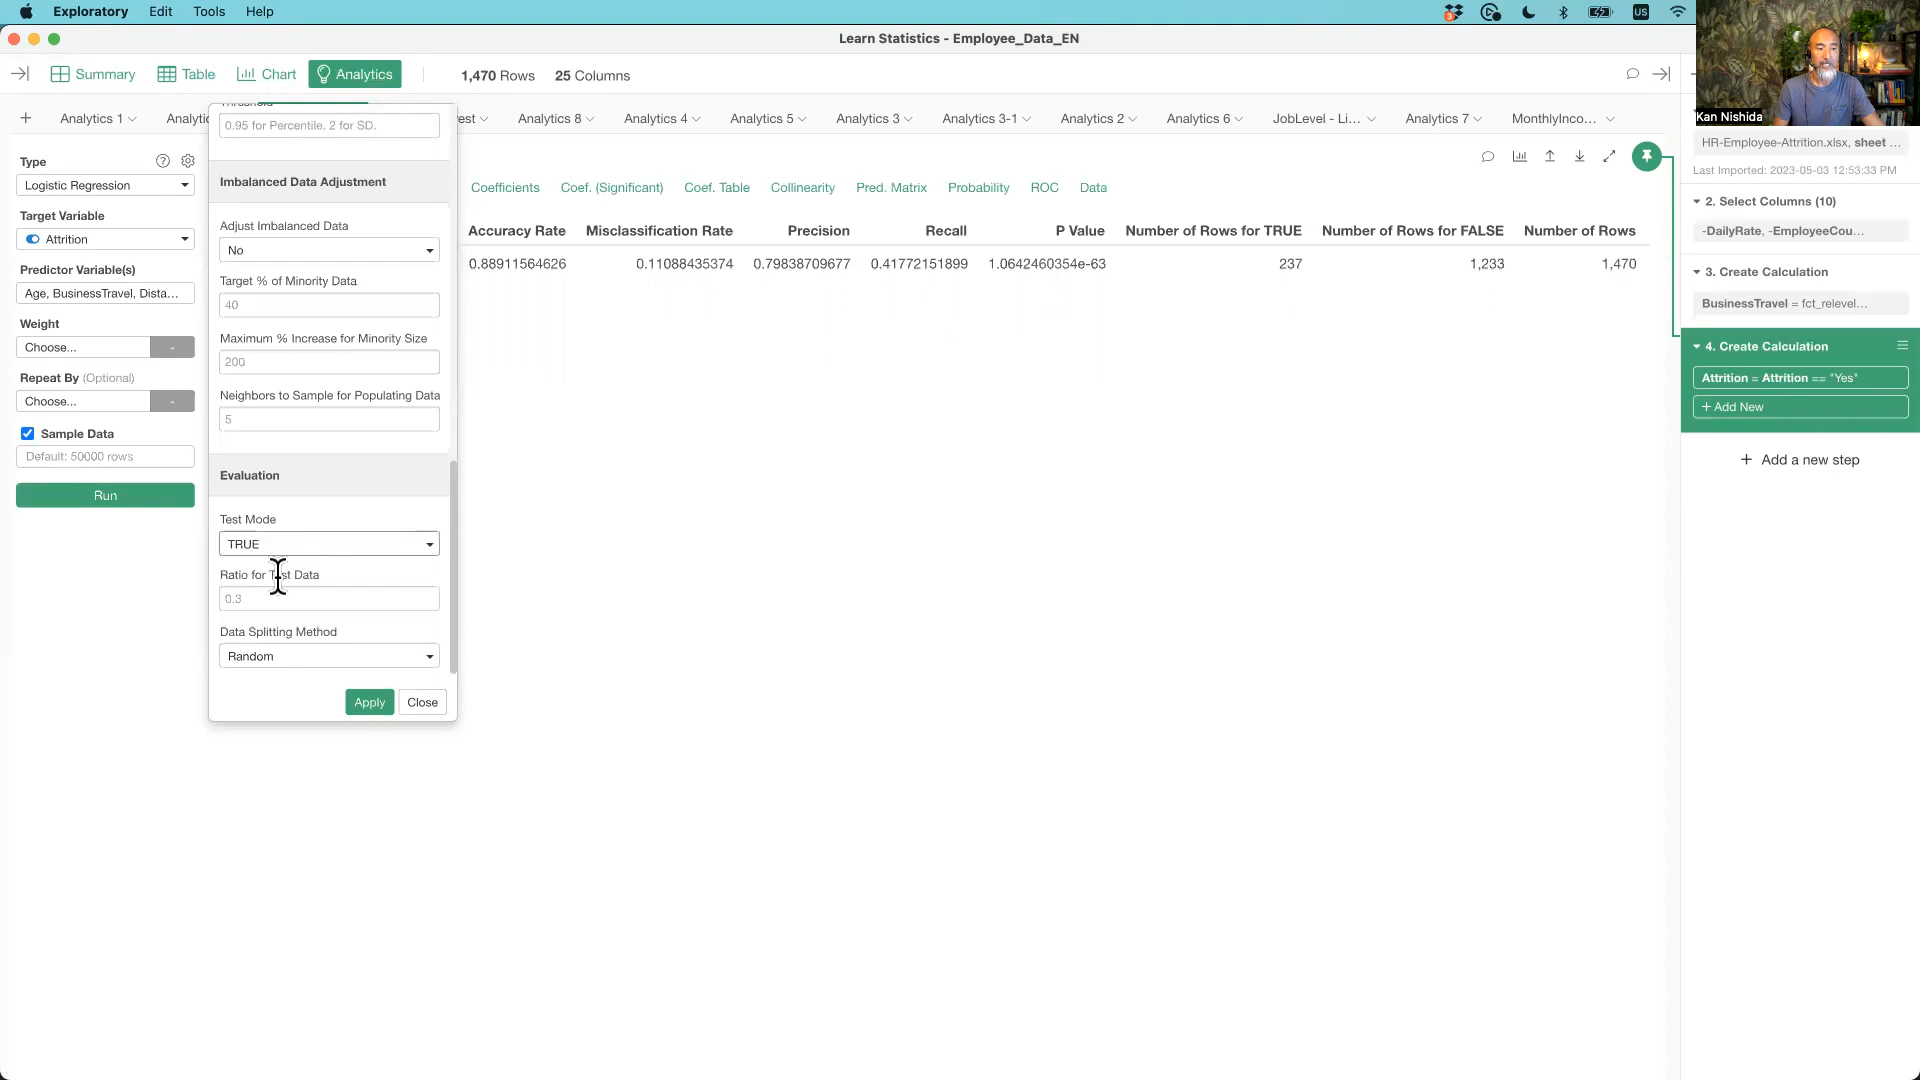 Exploratory Edit Tools Help
3
US
Learn Statistics - Employee_Data_EN
Summary Table Chart Analytics 1,470 Rows 25 Columns
Kan Nishida
Analytics 1 Analytic est Analytics 8 Analytics 4 Analytics 5 Analytics 3 Analytics 3-1 Analytics 2 Analytics 6 JobLevel - Li... Analytics 7 MonthlyInco...
Type
Logistic Regression
Target Variable
Attrition
Predictor Variable(s)
Age, BusinessTravel, Dista...
Weight
Choose... -
Repeat By (Optional)
Choose... -
Sample Data
Default: 50000 rows
Run
Threshold
0.95 for Percentile, 2 for SD.
Imbalanced Data Adjustment
Adjust Imbalanced Data
No
Target % of Minority Data
40
Maximum % Increase for Minority Size
200
Neighbors to Sample for Populating Data
5
Evaluation
Test Mode
TRUE
Ratio for Test Data
0.3
Data Splitting Method
Random
Apply Close
Coefficients Coef. (Significant) Coef. Table Collinearity Pred. Matrix Probability ROC Data
Accuracy Rate Misclassification Rate Precision Recall P Value Number of Rows for TRUE Number of Rows for FALSE Number of Rows
0.88911564626 0.11088435374 0.79838709677 0.41772151899 1.0642460354e-63 237 1,233 1,470
HR-Employee-Attrition.xlsx, sheet ...
Last Imported: 2023-05-03 12:53:33 PM
2. Select Columns (10)
-DailyRate, -EmployeeCou...
3. Create Calculation
BusinessTravel = fct_relevel...
4. Create Calculation
Attrition = Attrition == "Yes"
+ Add New
+ Add a new step